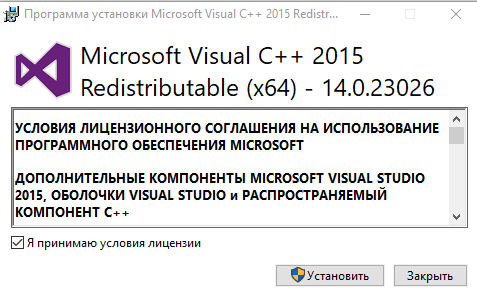 Программа установки Microsoft Visual C++ 2015 Redistr...
Microsoft Visual C++ 2015
Redistributable (x64) - 14.0.23026
УСЛОВИЯ ЛИЦЕНЗИОННОГО СОГЛАШЕНИЯ НА ИСПОЛЬЗОВАНИЕ
ПРОГРАММНОГО ОБЕСПЕЧЕНИЯ MICROSOFT
ДОПОЛНИТЕЛЬНЫЕ КОМПОНЕНТЫ MICROSOFT VISUAL STUDIO
2015, ОБОЛОЧКИ VISUAL STUDIO и РАСПРОСТРАНЯЕМЫЙ
КОМПОНЕНТ C++
Я принимаю условия лицензии
Установить
Закрыть